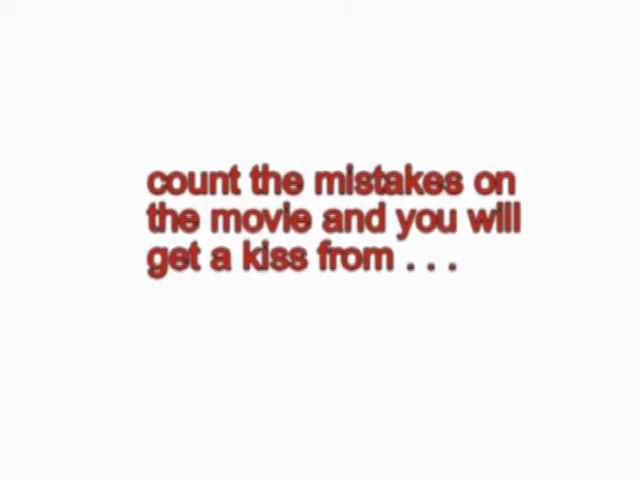 count the mistakes on
the movie and you will
get a kiss from . . .